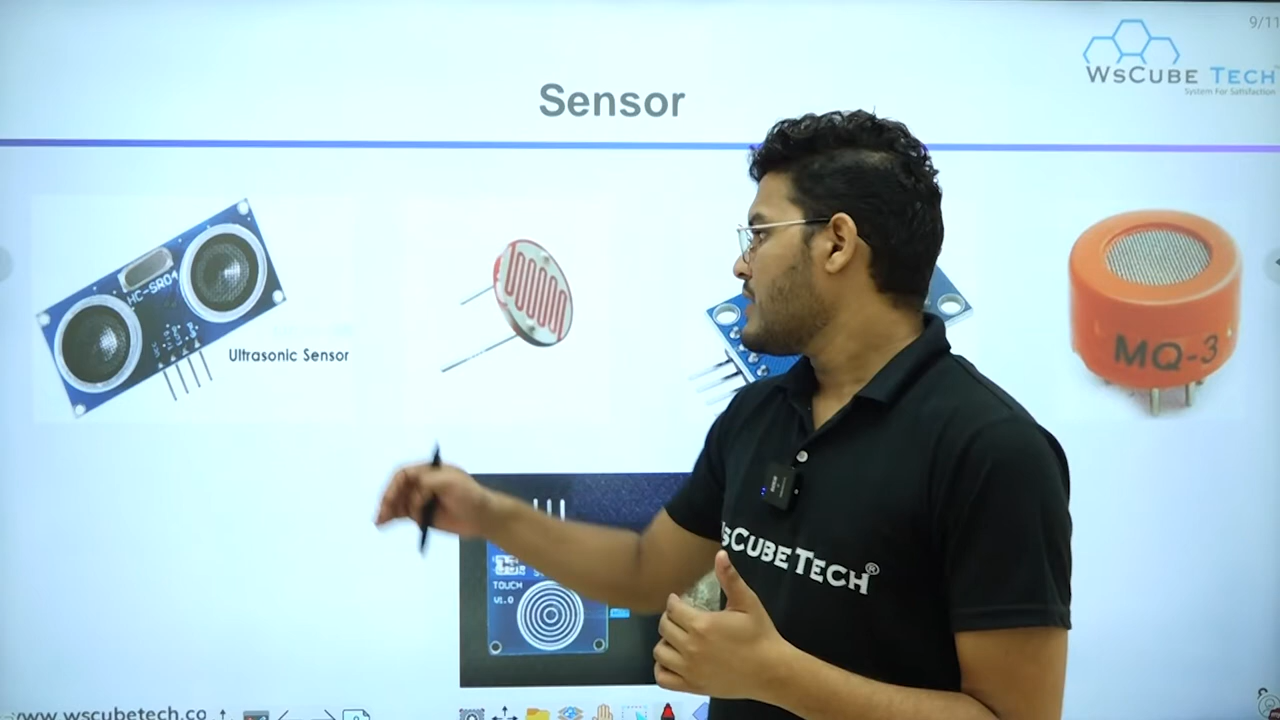 9/11
WsCube Tech
System For Satisfaction
Sensor
HC-SR04
Ultrasonic Sensor
MQ-3
TOUCH
V1.0
WsCube Tech®
www.wscubetech.co